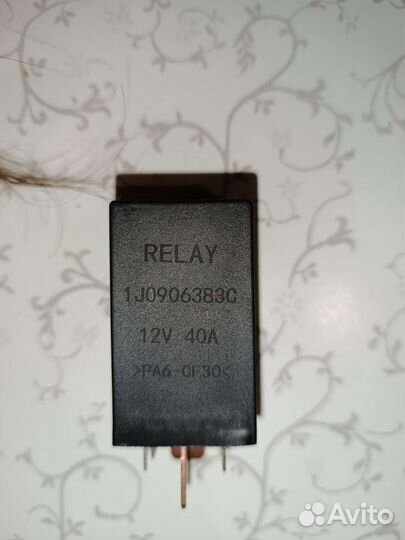 RELAY
1J0906383C
12V 40A
>PA6-GF30<
Avito